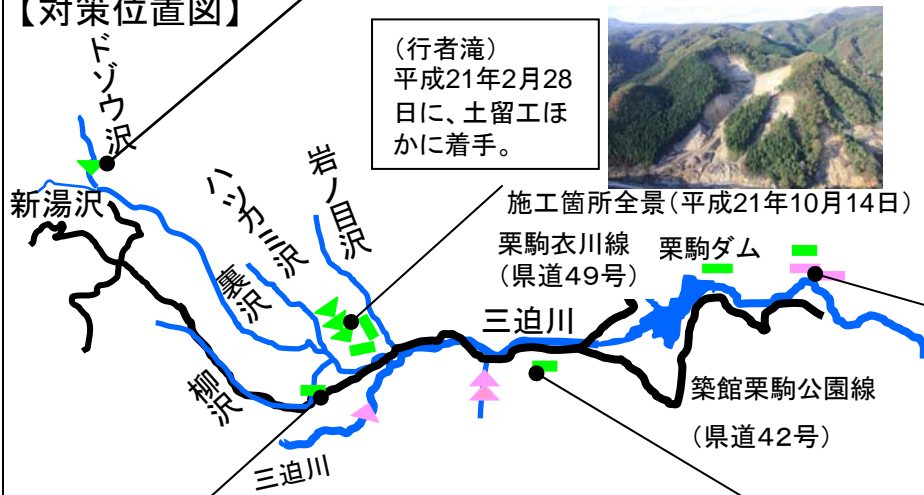 【対策位置図】
ドゾウ沢
(行者滝)
平成21年2月28
日に、土留工ほ
かに着手。
施工箇所全景(平成21年10月14日)
新湯沢
ハツカ三沢
岩ノ目沢
裏沢
栗駒衣川線
(県道49号)
栗駒ダム
三迫川
柳沢
築館栗駒公園線
(県道42号)
三迫川